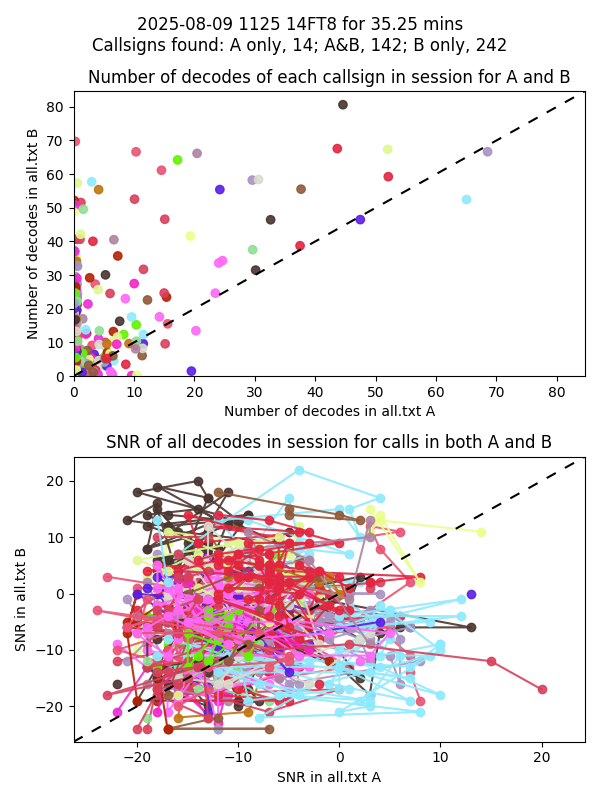 2025-08-09 1125 14FT8 for 35.25 mins
Callsigns found: A only, 14; A&B, 142; B only, 242
Number of decodes of each callsign in session for A and B
80
70
60
50
40
30
20
10
0
Number of decodes in all.txt B
0 10 20 30 40 50 60 70 80
Number of decodes in all.txt A
SNR of all decodes in session for calls in both A and B
20
10
0
−10
−20
SNR in all.txt B
−20 −10 0 10 20
SNR in all.txt A